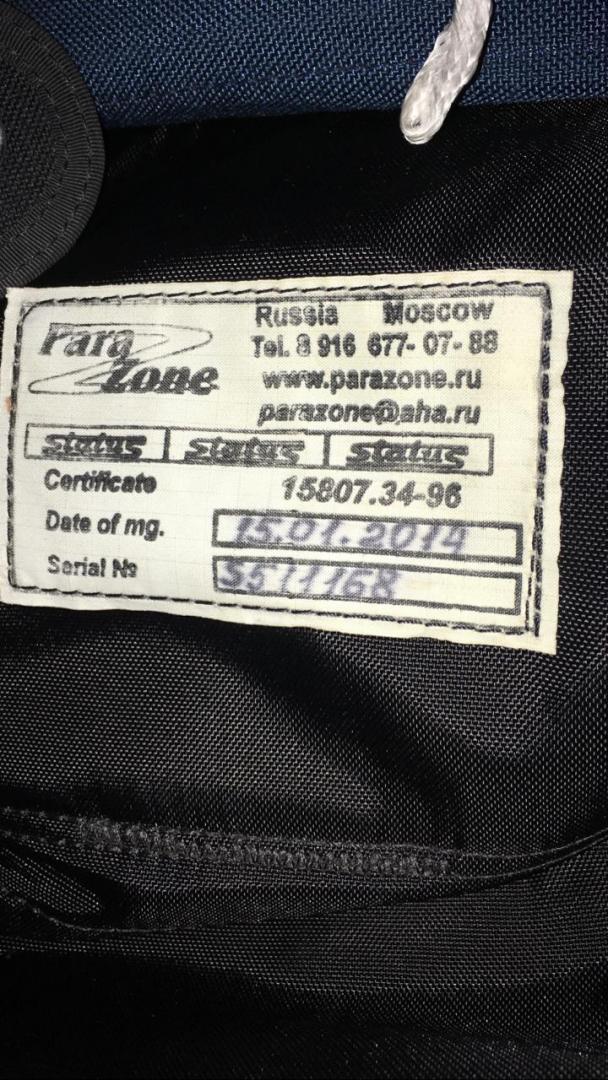 Para Zone
Russia Moscow
Tel. 8 916 677-07-88
www.parazone.ru
parazone@aha.ru
status status status
Certificate 15807.34-96
Date of mg. 15.01.2014
Serial № S511168